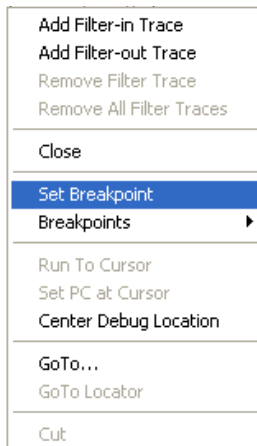 Add Filter-in Trace
Add Filter-out Trace
Remove Filter Trace
Remove All Filter Traces
Close
Set Breakpoint
Breakpoints
Run To Cursor
Set PC at Cursor
Center Debug Location
GoTo...
GoTo Locator
Cut